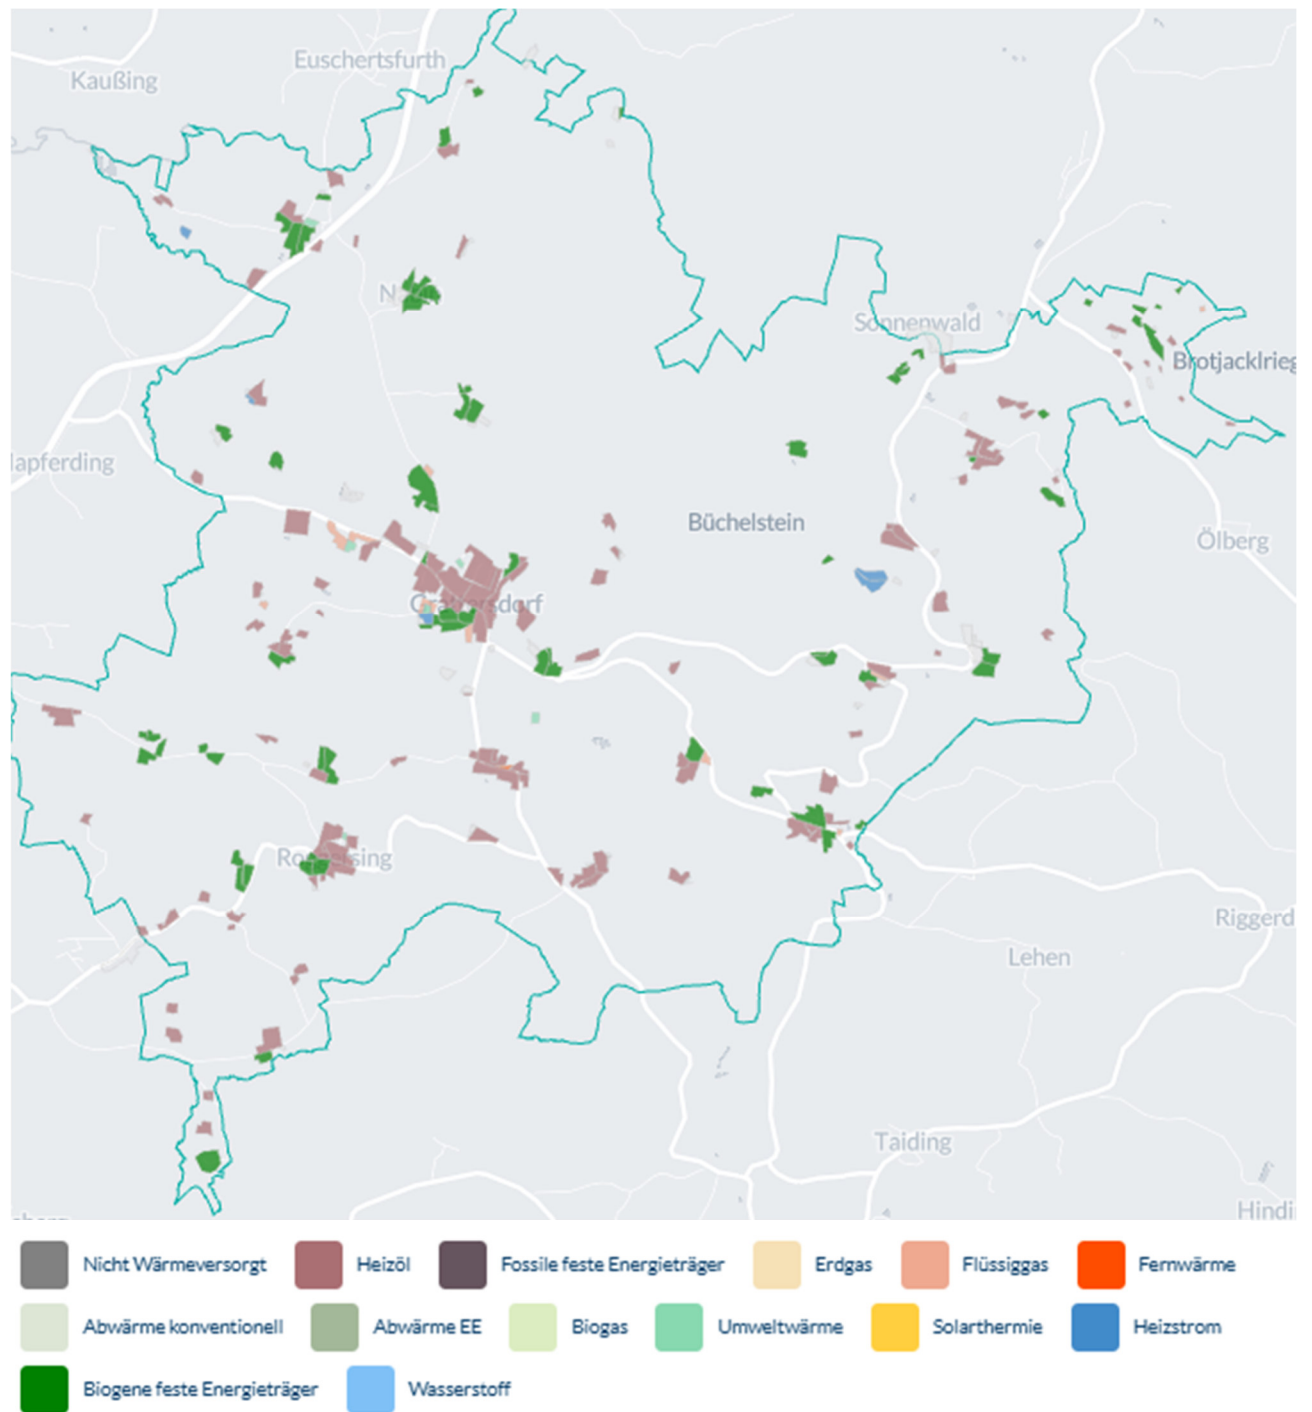 Euschertsfurth
Kaußing
N
Sonnenwald
Brotjacklrieg
lapferding
Büchelstein
Ölberg
Riggerd
Lehen
Taiding
Hindi
Nicht Wärmeversorgt Heizöl Fossile feste Energieträger Erdgas Flüssiggas Fernwärme
Abwärme konventionell Abwärme EE Biogas Umweltwärme Solarthermie Heizstrom
Biogene feste Energieträger Wasserstoff